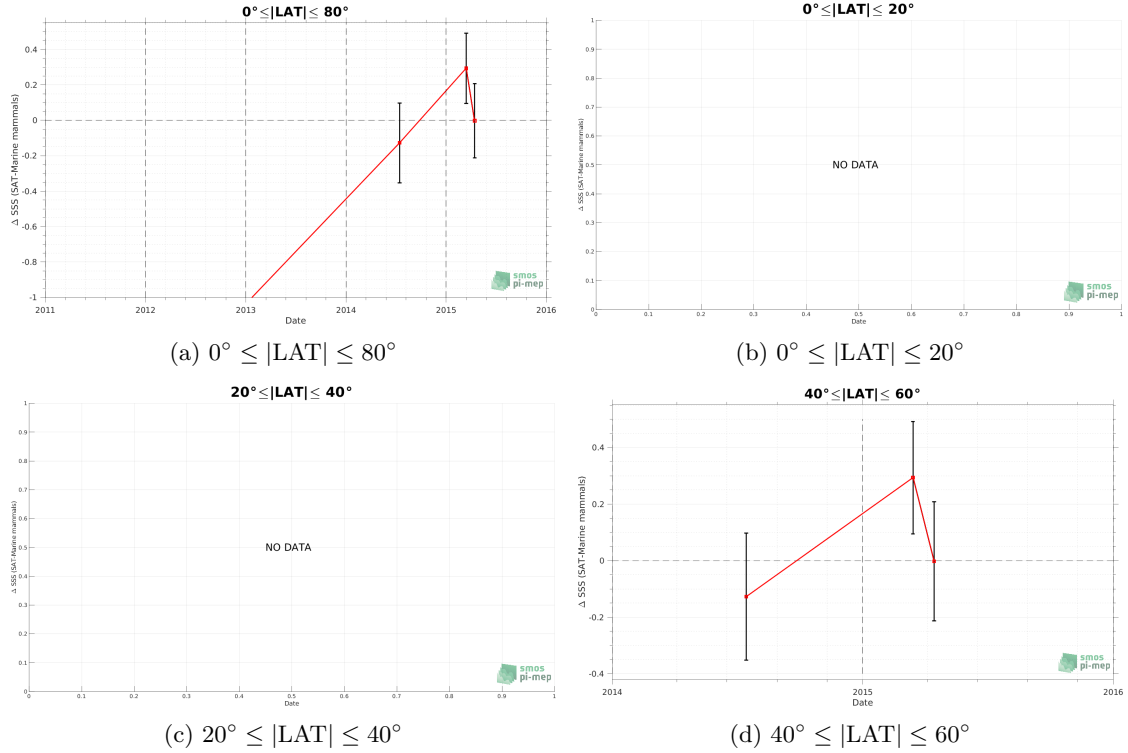 0°≤|LAT|≤ 80°
Δ SSS (SAT-Marine mammals)
0.4
0.2
0
-0.2
-0.4
-0.6
-0.8
-1
2011 2012 2013 2014 2015 2016
Date
smos
pi-mep
(a) 0° ≤ |LAT| ≤ 80°
0°≤|LAT|≤ 20°
Δ SSS (SAT-Marine mammals)
1
0.9
0.8
0.7
0.6
0.5
0.4
0.3
0.2
0.1
0
NO DATA
0 0.1 0.2 0.3 0.4 0.5 0.6 0.7 0.8 0.9 1
Date
smos
pi-mep
(b) 0° ≤ |LAT| ≤ 20°
20°≤|LAT|≤ 40°
Δ SSS (SAT-Marine mammals)
1
0.9
0.8
0.7
0.6
0.5
0.4
0.3
0.2
0.1
0
NO DATA
0 0.1 0.2 0.3 0.4 0.5 0.6 0.7 0.8 0.9 1
Date
smos
pi-mep
(c) 20° ≤ |LAT| ≤ 40°
40°≤|LAT|≤ 60°
Δ SSS (SAT-Marine mammals)
0.4
0.2
0
-0.2
-0.4
2014 2015 2016
Date
smos
pi-mep
(d) 40° ≤ |LAT| ≤ 60°